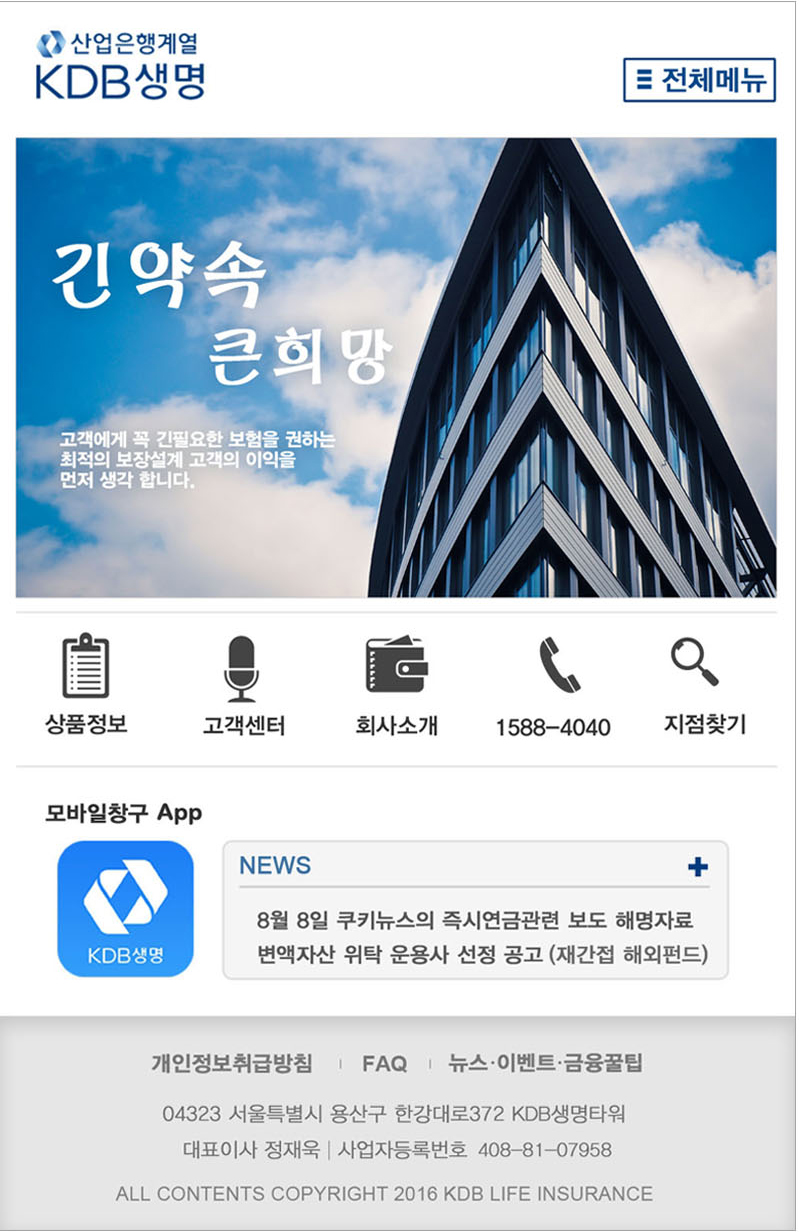 산업은행계열
KDB생명
전체메뉴
긴 약속
큰희망
고객에게 꼭 긴필요한 보험을 권하는
최적의 보장설계 고객의 이익을
먼저 생각 합니다.
상품정보
고객센터
회사소개
1588-4040
지점찾기
모바일창구 App
KDB생명
NEWS
8월 8일 쿠키뉴스의 즉시연금관련 보도 해명자료
변액자산 위탁 운용사 선정 공고 (재간접 해외펀드)
개인정보취급방침 | FAQ | 뉴스·이벤트·금융꿀팁
04323 서울특별시 용산구 한강대로372 KDB생명타워
대표이사 정재욱 | 사업자등록번호 408-81-07958
ALL CONTENTS COPYRIGHT 2016 KDB LIFE INSURANCE